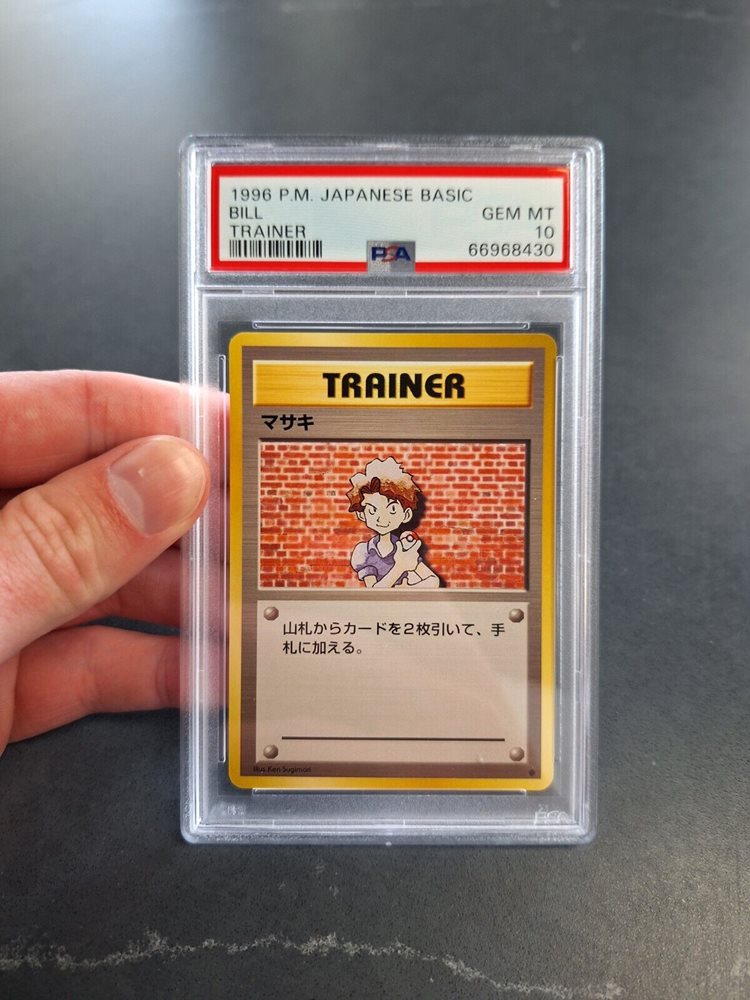 1996 P.M. JAPANESE BASIC
BILL GEM MT
TRAINER 10
PSA 66968430
TRAINER
マサキ
山札からカードを2枚引いて、手
札に加える。
Illus. Ken Sugimori